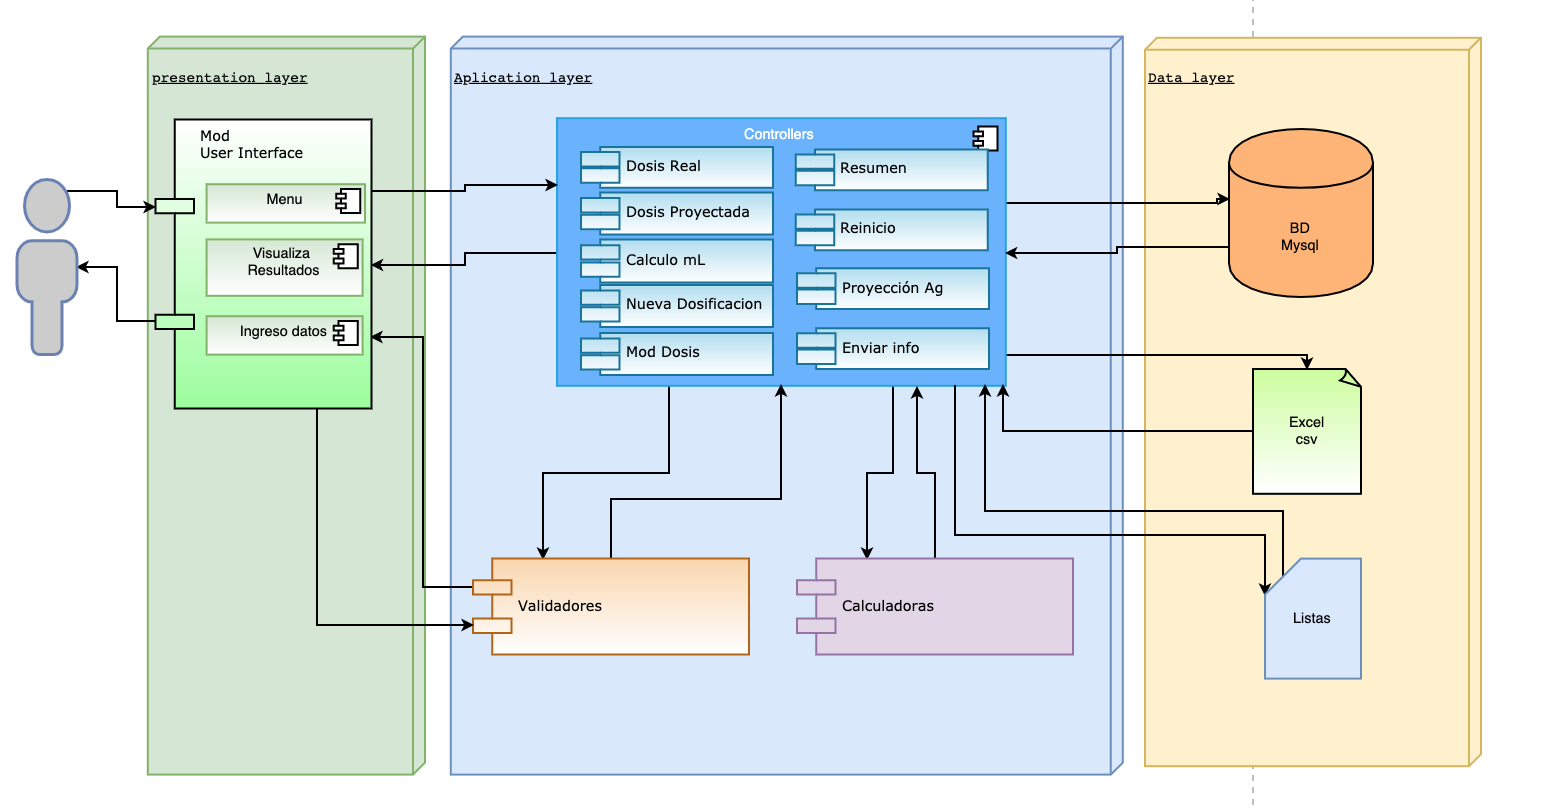 presentation layer
Mod
User Interface
Menu
Visualiza
Resultados
Ingreso datos
Aplication layer
Controllers
Dosis Real
Dosis Proyectada
Calculo mL
Nueva Dosificacion
Mod Dosis
Resumen
Reinicio
Proyección Ag
Enviar info
Validadores
Calculadoras
Data layer
BD
Mysql
Excel
csv
Listas